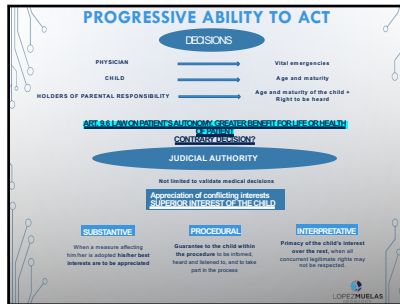 PROGRESSIVE ABILITY TO ACT
DECISIONS
PHYSICIAN
Vital emergencies
CHILD
Age and maturity
HOLDERS OF PARENTAL RESPONSIBILITY
Age and maturity of the child +
Right to be heard
ART. 9.6 LAW ON PATIENT'S AUTONOMY, GREATER BENEFIT FOR LIFE OR HEALTH
OF PATIENT
CONTRARY DECISION?
JUDICIAL AUTHORITY
Not limited to validate medical decisions
Appreciation of conflicting interests
SUPERIOR INTEREST OF THE CHILD
SUBSTANTIVE
When a measure affecting
him/her is adopted his/her best
interests are to be appreciated
PROCEDURAL
Guarantee to the child within
the procedure to be informed,
heard and listened to, and to take
part in the process
INTERPRETATIVE
Primacy of the child's interest
over the rest, when all
concurrent legitimate rights may
not be respected.
LOPEZMUELAS